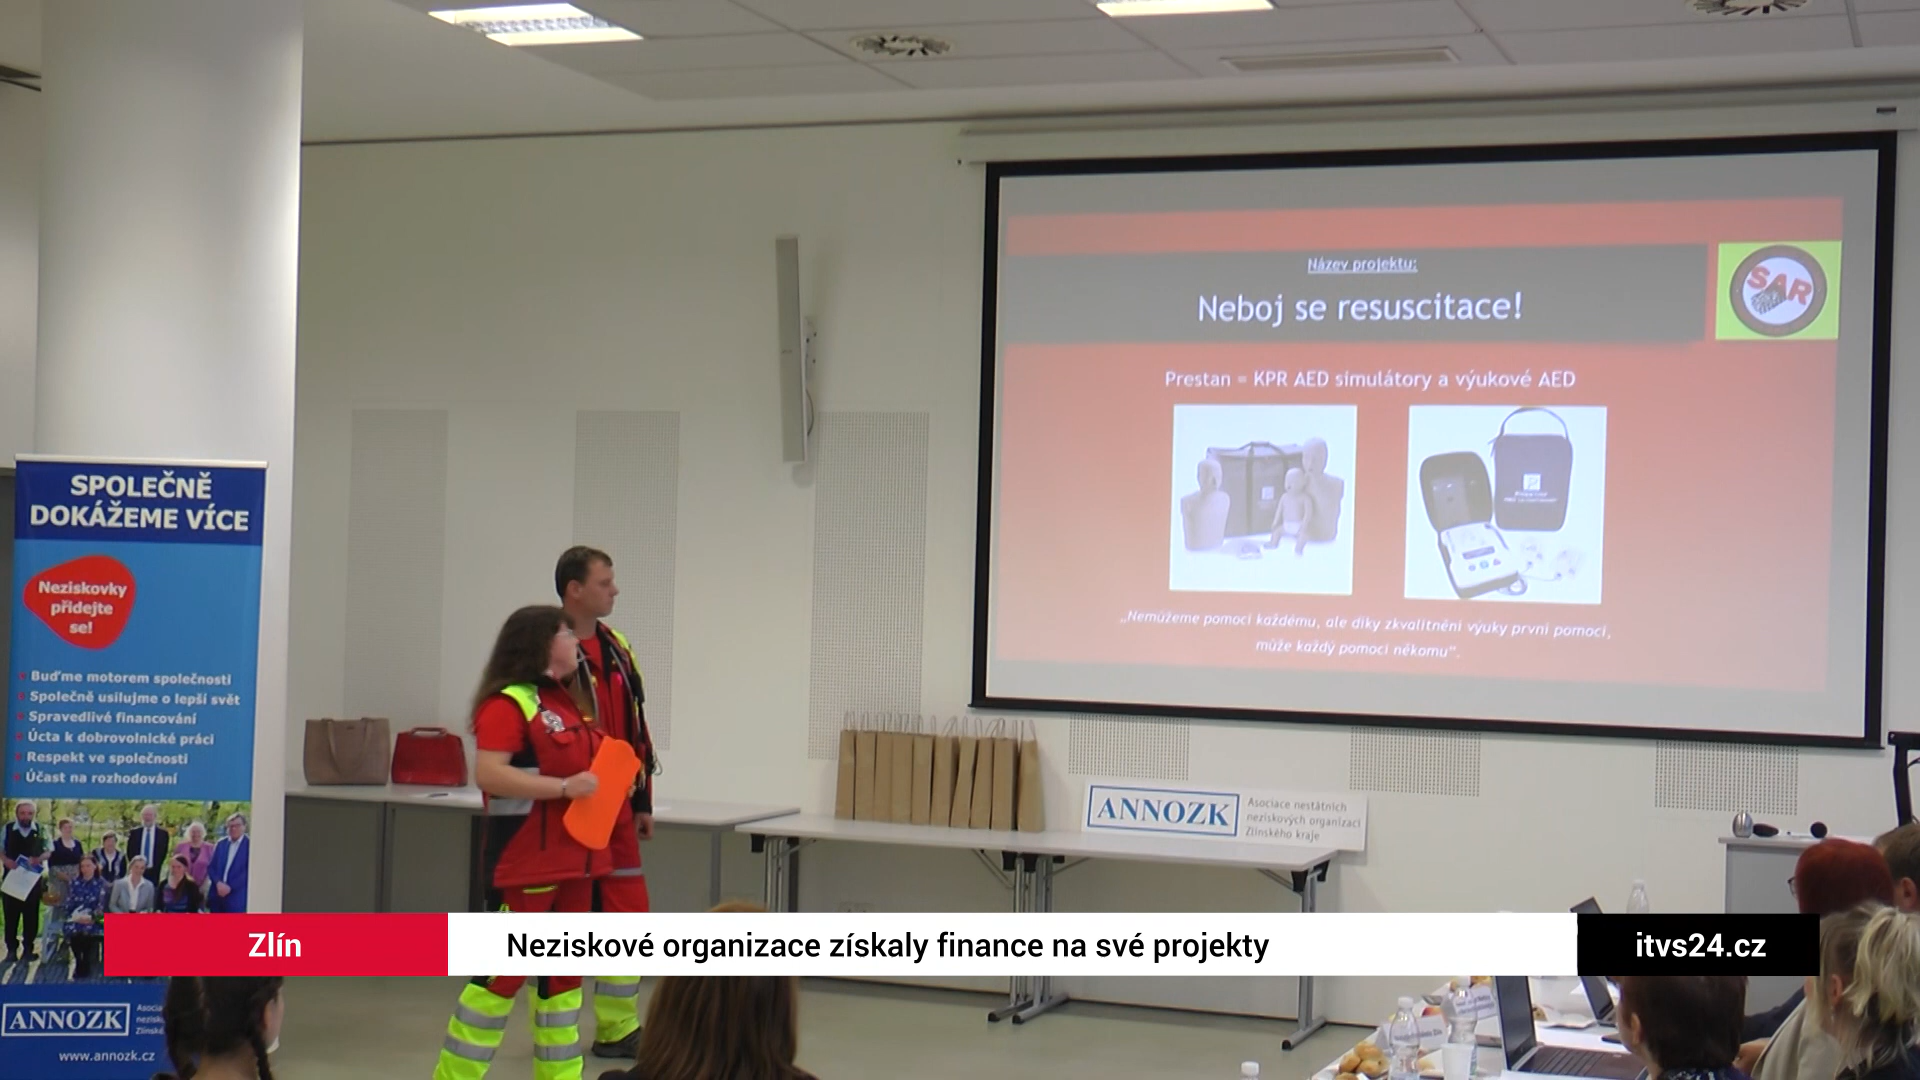 SPOLEČNĚ
DOKÁŽEME VÍCE
Neziskovky
přidejte
se!
Buďme motorem společnosti
Společně usilujme o lepší svět
Spravedlivé financování
Úcta k dobrovolnické práci
Respekt ve společnosti
Účast na rozhodování
ANNOZK
www.annozk.cz
Název projektu:
Neboj se resuscitace!
SAR
Prestan = KPR AED simulátory a výukové AED
„Nemůžeme pomoci každému, ale díky zkvalitnění výuky první pomoci,
může každý pomoci někomu“.
ANNOZK
Asociace nestátních
neziskových organizací
Zlínského kraje
Zlín
Neziskové organizace získaly finance na své projekty
itvs24.cz